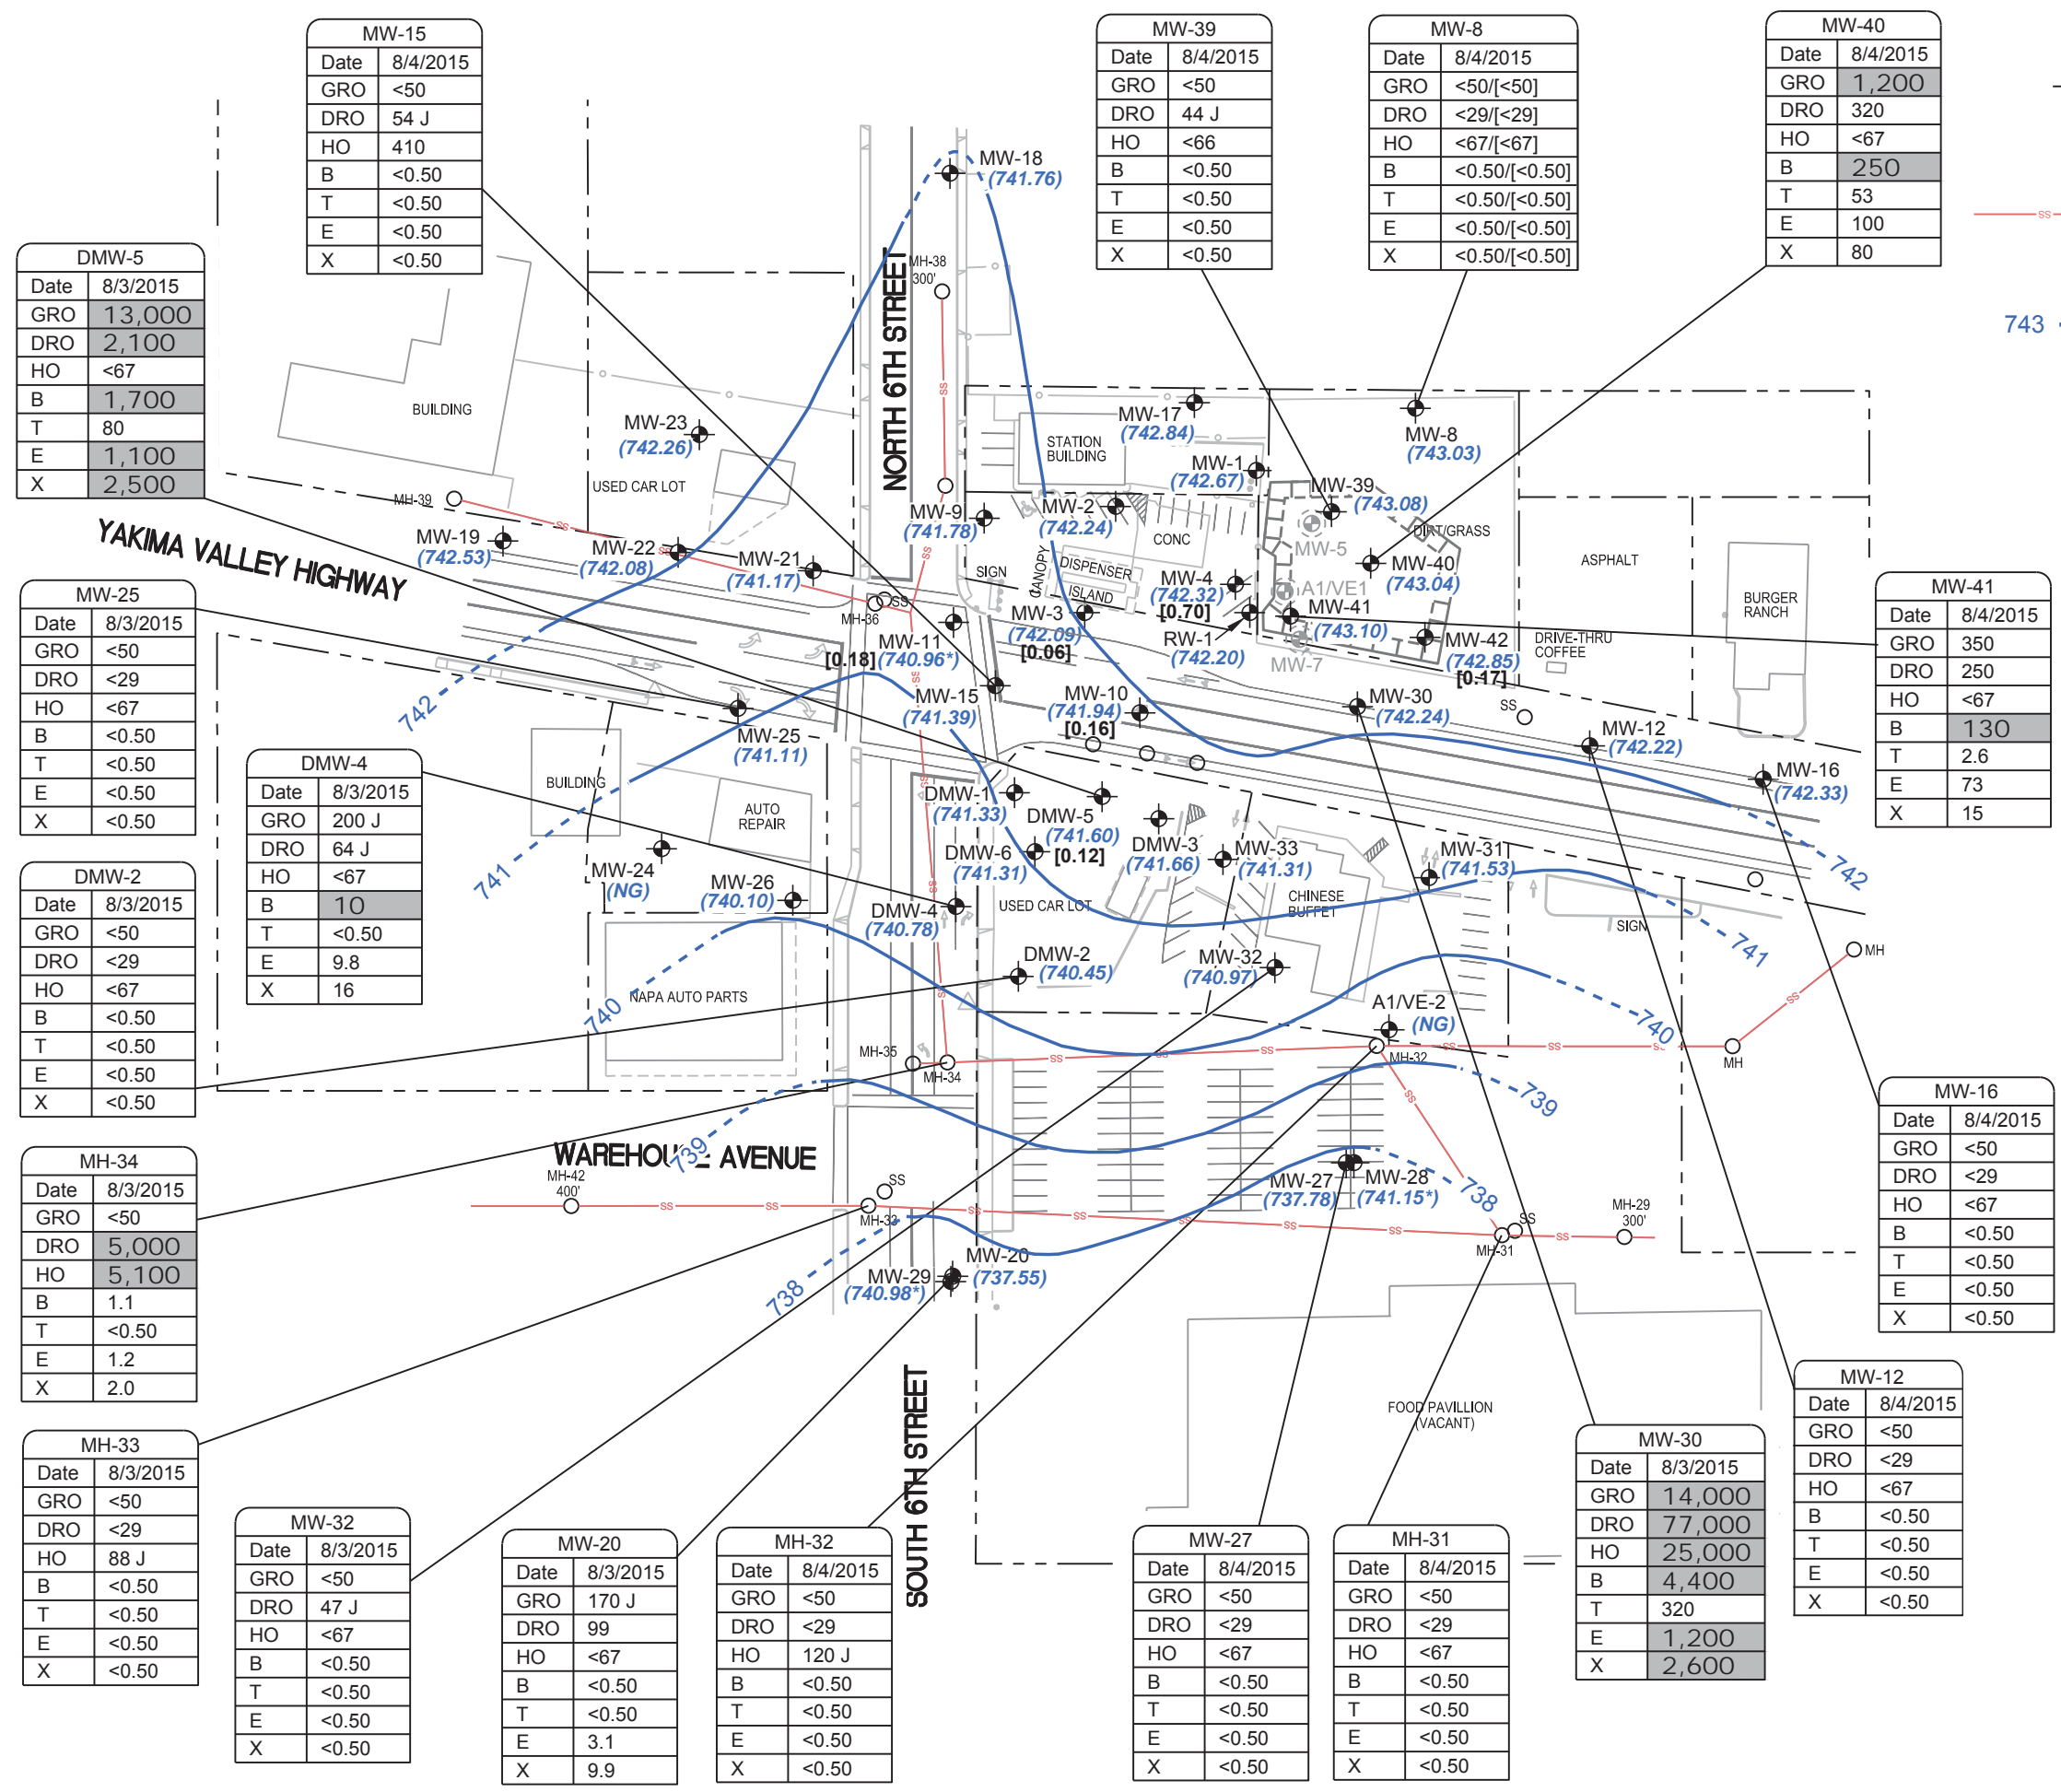 MW-15
Date 8/4/2015
GRO <50
DRO 54 J
HO 410
B <0.50
T <0.50
E <0.50
X <0.50
MW-39
Date 8/4/2015
GRO <50
DRO 44 J
HO <66
B <0.50
T <0.50
E <0.50
X <0.50
MW-8
Date 8/4/2015
GRO <50/[<50]
DRO <29/[<29]
HO <67/[<67]
B <0.50/[<0.50]
T <0.50/[<0.50]
E <0.50/[<0.50]
X <0.50/[<0.50]
MW-40
Date 8/4/2015
GRO 1,200
DRO 320
HO <67
B 250
T 53
E 100
X 80
DMW-5
Date 8/3/2015
GRO 13,000
DRO 2,100
HO <67
B 1,700
T 80
E 1,100
X 2,500
MW-25
Date 8/3/2015
GRO <50
DRO <29
HO <67
B <0.50
T <0.50
E <0.50
X <0.50
DMW-4
Date 8/3/2015
GRO 200 J
DRO 64 J
HO <67
B 10
T <0.50
E 9.8
X 16
DMW-2
Date 8/3/2015
GRO <50
DRO <29
HO <67
B <0.50
T <0.50
E <0.50
X <0.50
MH-34
Date 8/3/2015
GRO <50
DRO 5,000
HO 5,100
B 1.1
T <0.50
E 1.2
X 2.0
MH-33
Date 8/3/2015
GRO <50
DRO <29
HO 88 J
B <0.50
T <0.50
E <0.50
X <0.50
MW-32
Date 8/3/2015
GRO <50
DRO 47 J
HO <67
B <0.50
T <0.50
E <0.50
X <0.50
MW-20
Date 8/3/2015
GRO 170 J
DRO 99
HO <67
B <0.50
T <0.50
E 3.1
X 9.9
MH-32
Date 8/4/2015
GRO <50
DRO <29
HO 120 J
B <0.50
T <0.50
E <0.50
X <0.50
MW-27
Date 8/4/2015
GRO <50
DRO <29
HO <67
B <0.50
T <0.50
E <0.50
X <0.50
MH-31
Date 8/4/2015
GRO <50
DRO <29
HO <67
B <0.50
T <0.50
E <0.50
X <0.50
MW-30
Date 8/3/2015
GRO 14,000
DRO 77,000
HO 25,000
B 4,400
T 320
E 1,200
X 2,600
MW-12
Date 8/4/2015
GRO <50
DRO <29
HO <67
B <0.50
T <0.50
E <0.50
X <0.50
MW-16
Date 8/4/2015
GRO <50
DRO <29
HO <67
B <0.50
T <0.50
E <0.50
X <0.50
MW-41
Date 8/4/2015
GRO 350
DRO 250
HO <67
B 130
T 2.6
E 73
X 15
SS
743
MW-18
(741.76)
MH-38
300'
NORTH 6TH STREET
SS
BUILDING
MW-23
(742.26)
USED CAR LOT
MH-39
SS
YAKIMA VALLEY HIGHWAY
MW-19
(742.53)
MW-22
(742.08)
SS
MW-21
(741.17)
MW-17
(742.84)
STATION
BUILDING
MW-1
(742.67)
MW-8
(743.03)
MW-39
(743.08)
MW-9
(741.78)
MW-2
(742.24)
CONC
MW-5
DIRT/GRASS
ASPHALT
SS
SIGN
CANOPY
DISPENSER
ISLAND
MW-4
(742.32)
[0.70]
A1/VE1
MW-40
(743.04)
BURGER
RANCH
SS
MH-36
MW-11
(740.96*)
[0.18]
MW-3
(742.09)
[0.06]
RW-1
(742.20)
MW-41
(743.10)
MW-7
MW-42
(742.85)
[0.17]
DRIVE-THRU
COFFEE
SS
742
MW-25
(741.11)
MW-15
(741.39)
MW-10
(741.94)
[0.16]
MW-30
(742.24)
SS
MW-12
(742.22)
MW-16
(742.33)
BUILDING
AUTO
REPAIR
SS
DMW-1
(741.33)
DMW-5
(741.60)
[0.12]
DMW-3
(741.66)
MW-33
(741.31)
MW-31
(741.53)
742
741
MW-24
(NG)
MW-26
(740.10)
DMW-6
(741.31)
SS
DMW-4
(740.78)
USED CAR LOT
CHINESE
BUFFET
SIGN
741
MH
NAPA AUTO PARTS
740
DMW-2
(740.45)
MW-32
(740.97)
SS
A1/VE-2
(NG)
740
SS
MH-35
MH-34
SS
SS
SS
MH-32
SS
SS
MH
739
SS
739
WAREHOUSE AVENUE
MH-42
400'
SS
SS
SS
MH-33
SS
SS
SS
SS
SS
MW-27
(737.78)
MW-28
(741.15*)
738
SS
MH-31
SS
MH-29
300'
738
MW-29
(740.98*)
MW-20
(737.55)
SOUTH 6TH STREET
FOOD PAVILLION
(VACANT)